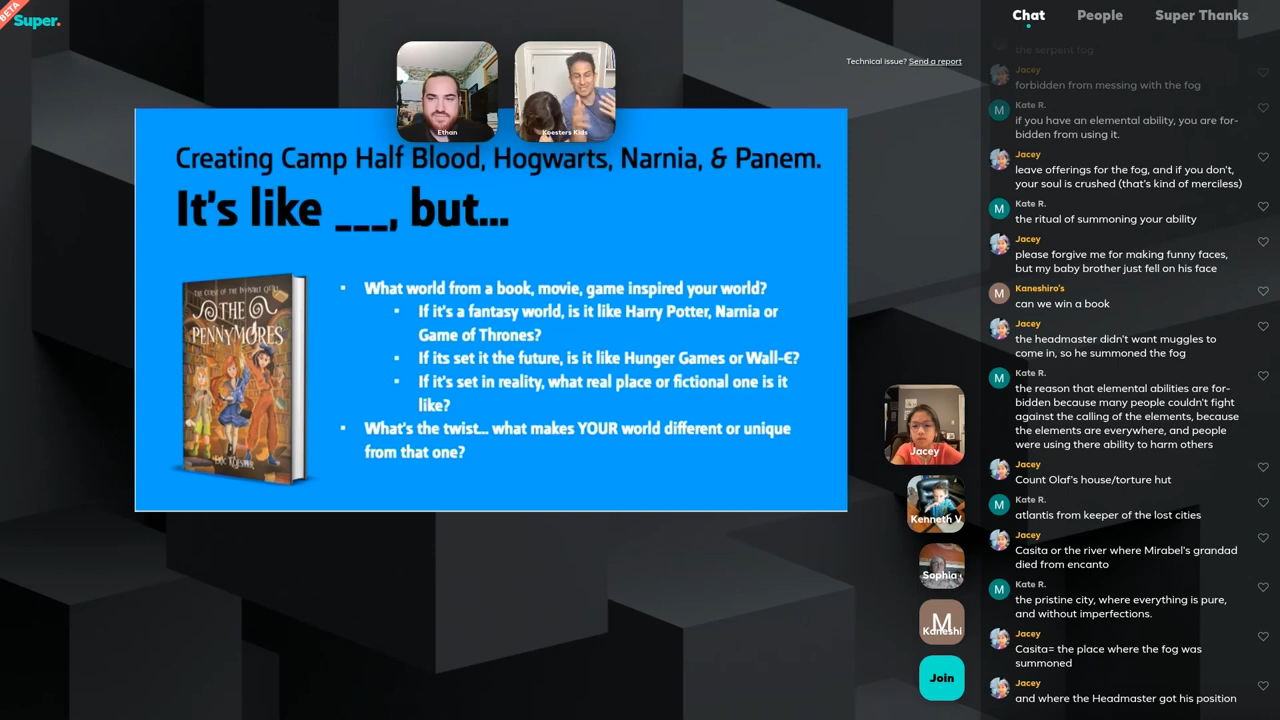 BETA
Super.
Chat People Super Thanks
Technical issue? Send a report
Ethan
Koesters Kids
Creating Camp Half Blood, Hogwarts, Narnia, & Panem.
It's like ___, but...
THE CURSE OF THE INVISIBLE QUILL
THE
PENNYMORES
ERIC KOESTER
▪ What world from a book, movie, game inspired your world?
▪ If it's a fantasy world, is it like Harry Potter, Narnia or
Game of Thrones?
▪ If its set it the future, is it like Hunger Games or Wall-E?
▪ If it's set in reality, what real place or fictional one is it
like?
▪ What's the twist... what makes YOUR world different or unique
from that one?
Jacey
Kenneth V
Sophia
M
Kaneshi
Join
the serpent fog
Jacey
forbidden from messing with the fog
M
Kate R.
if you have an elemental ability, you are for-
bidden from using it.
Jacey
leave offerings for the fog, and if you don't,
your soul is crushed (that's kind of merciless)
M
Kate R.
the ritual of summoning your ability
Jacey
please forgive me for making funny faces,
but my baby brother just fell on his face
M
Kaneshiro's
can we win a book
Jacey
the headmaster didn't want muggles to
come in, so he summoned the fog
M
Kate R.
the reason that elemental abilities are for-
bidden because many people couldn't fight
against the calling of the elements, because
the elements are everywhere, and people
were using there ability to harm others
Jacey
Count Olaf's house/torture hut
M
Kate R.
atlantis from keeper of the lost cities
Jacey
Casita or the river where Mirabel's grandad
died from encanto
M
Kate R.
the pristine city, where everything is pure,
and without imperfections.
Jacey
Casita= the place where the fog was
summoned
Jacey
and where the Headmaster got his position